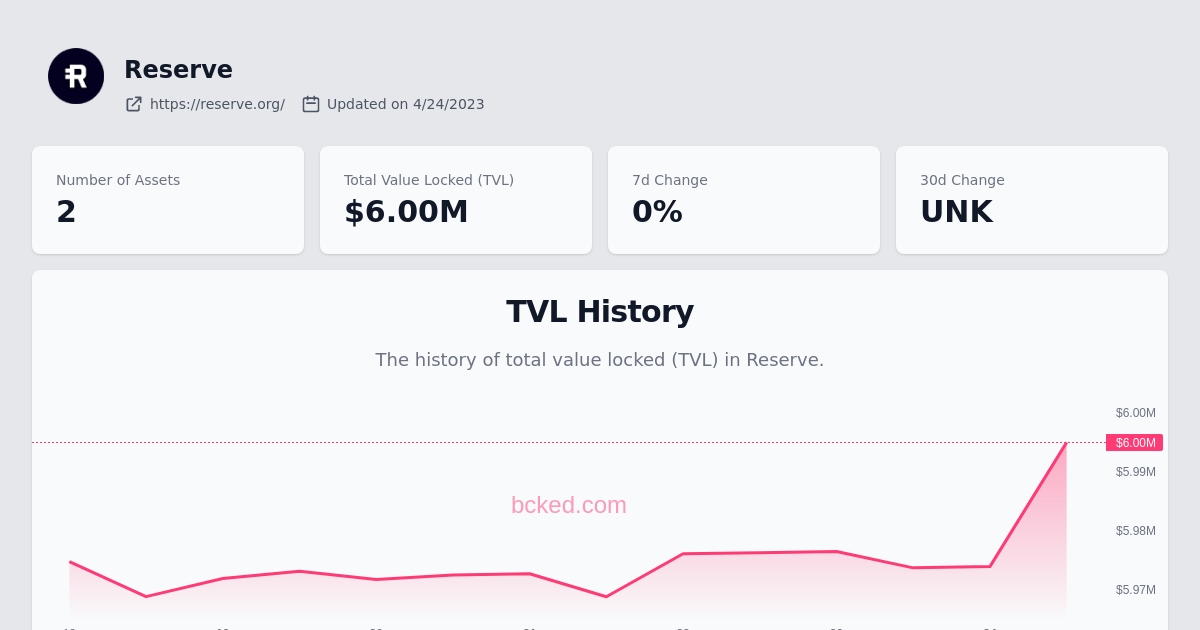 Reserve
https://reserve.org/ Updated on 4/24/2023
Number of Assets Total Value Locked (TVL) 7d Change 30d Change
2 $6.00M 0% UNK
TVL History
The history of total value locked (TVL) in Reserve.
$6.00M
$6.00M
$5.99M
bcked.com
$5.98M
$5.97M